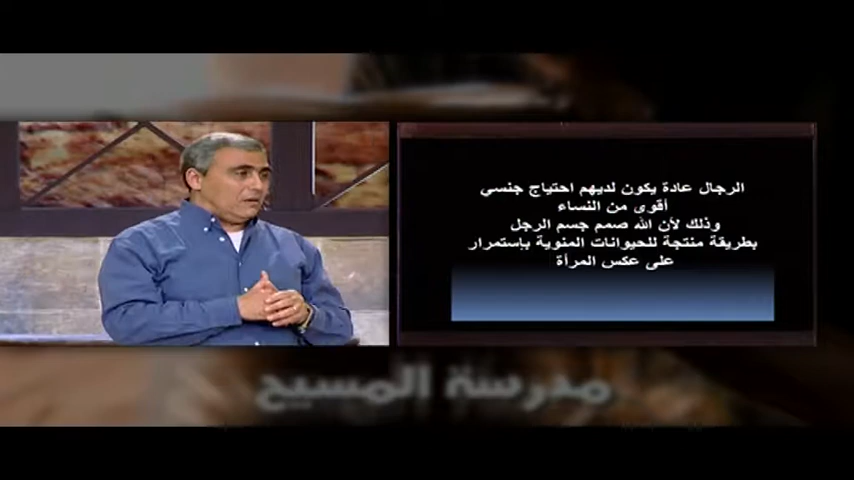 الرجال عادة يكون لديهم احتياج جنسي
أقوى من النساء
وذلك لأن الله صمم جسم الرجل
بطريقة منتجة للحيوانات المنوية بإستمرار
على عكس المرأة
مدرسة المسيح